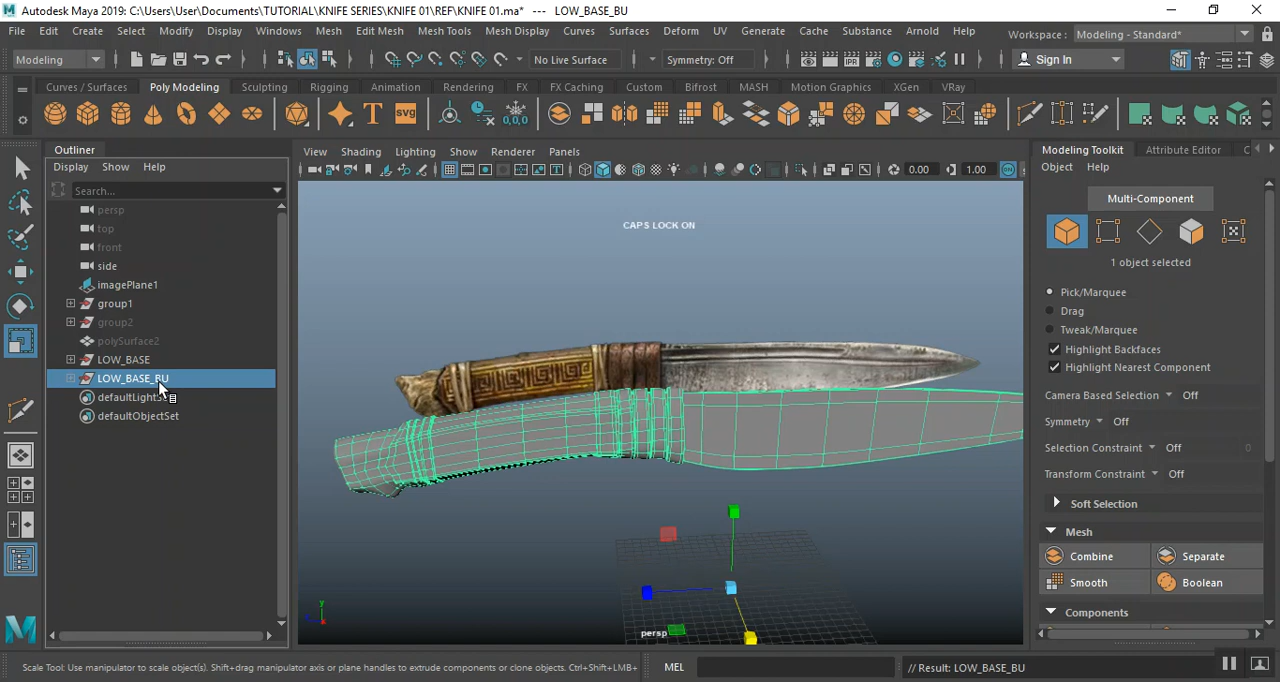 Autodesk Maya 2019: C:\Users\User\Documents\TUTORIAL\KNIFE SERIES\KNIFE 01\REF\KNIFE 01.ma* --- LOW_BASE_BU
File Edit Create Select Modify Display Windows Mesh Edit Mesh Mesh Tools Mesh Display Curves Surfaces Deform UV Generate Cache Substance Arnold Help Workspace : Modeling - Standard*
Modeling No Live Surface Symmetry: Off IPR Sign In
Curves / Surfaces Poly Modeling Sculpting Rigging Animation Rendering FX FX Caching Custom Bifrost MASH Motion Graphics XGen VRay
T SVG 0,0,0
Outliner
Display Show Help
Search...
persp
top
front
side
imagePlane1
group1
group2
polySurface2
LOW_BASE
LOW_BASE_BU
defaultObjectSet
View Shading Lighting Show Renderer Panels
0.00 1.00
CAPS LOCK ON
y
persp
Modeling Toolkit Attribute Editor C
Object Help
Multi-Component
1 object selected
Pick/Marquee
Drag
Tweak/Marquee
Highlight Backfaces
Highlight Nearest Component
Camera Based Selection Off
Symmetry Off
Selection Constraint Off 0
Transform Constraint Off
Soft Selection
Mesh
Combine Separate
Smooth Boolean
Components
Scale Tool: Use manipulator to scale object(s). Shift+drag manipulator axis or plane handles to extrude components or clone objects. Ctrl+Shift+LMB+
MEL
// Result: LOW_BASE_BU